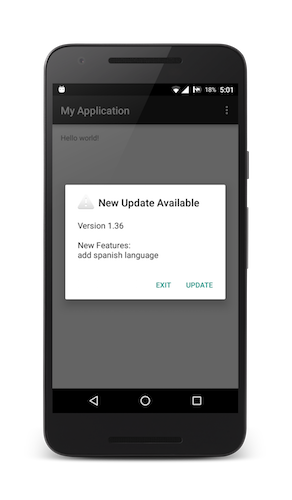 18% 5:01
My Application
Hello world!
New Update Available
Version 1.36
New Features:
add spanish language
EXIT UPDATE